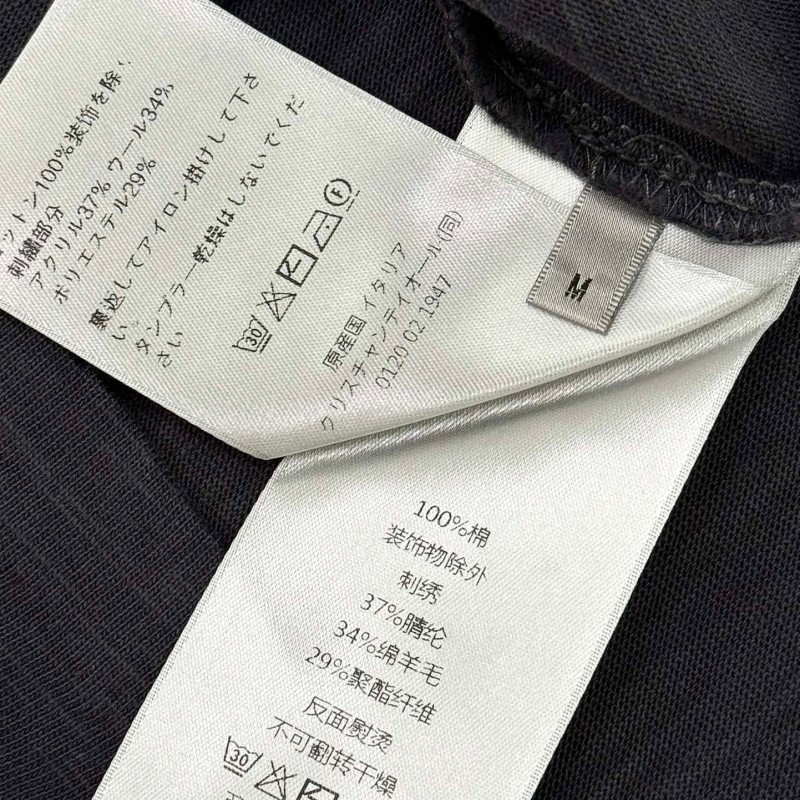 コットン100%装飾を除く
刺繍部分
アクリル37% ウール34%
ポリエステル29%
裏返してアイロン掛けして下さ
い
タンブラー乾燥はしないでくだ
さい
30
F
原産国 イタリア
クリスチャンディオール(同)
0120 02 1947
M
100%棉
装饰物除外
刺绣
37%腈纶
34%绵羊毛
29%聚酯纤维
反面熨烫
不可翻转干燥
30